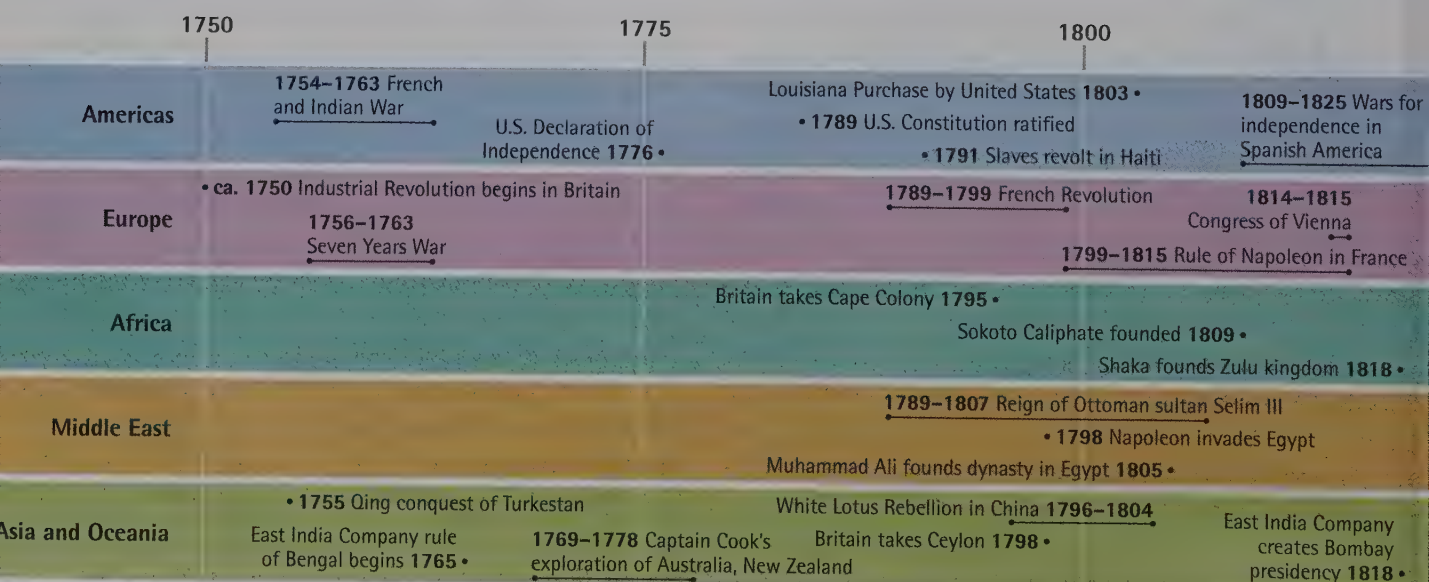 1750
1775
1800
Americas
1754–1763 French
and Indian War
U.S. Declaration of
Independence 1776 •
Louisiana Purchase by United States 1803 •
• 1789 U.S. Constitution ratified
• 1791 Slaves revolt in Haiti
1809–1825 Wars for
independence in
Spanish America
Europe
• ca. 1750 Industrial Revolution begins in Britain
1756–1763
Seven Years War
1789–1799 French Revolution
1814–1815
Congress of Vienna
1799–1815 Rule of Napoleon in France
Africa
Britain takes Cape Colony 1795 •
Sokoto Caliphate founded 1809 •
Shaka founds Zulu kingdom 1818 •
Middle East
1789–1807 Reign of Ottoman sultan Selim III
• 1798 Napoleon invades Egypt
Muhammad Ali founds dynasty in Egypt 1805 •
Asia and Oceania
• 1755 Qing conquest of Turkestan
East India Company rule
of Bengal begins 1765 •
1769–1778 Captain Cook's
exploration of Australia, New Zealand
White Lotus Rebellion in China 1796–1804
Britain takes Ceylon 1798 •
East India Company
creates Bombay
presidency 1818 •